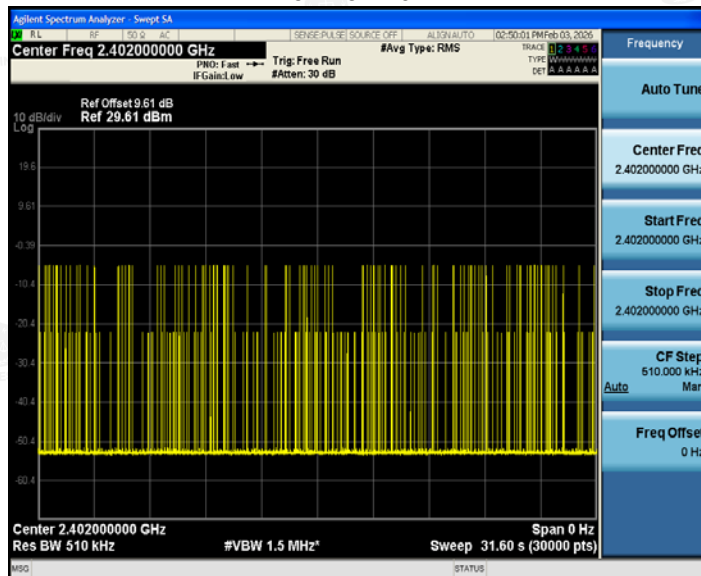 Agilent Spectrum Analyzer - Swept SA
RL RF 50 Ω AC SENSE:PULSE SOURCE OFF ALIGNAUTO 02:50:01 PM Feb 03, 2026
Center Freq 2.402000000 GHz
PNO: Fast
IFGain:Low
Trig: Free Run
#Atten: 30 dB
#Avg Type: RMS
TRACE 1 2 3 4 5 6
TYPE WWWWWW
DET A A A A A A
Ref Offset 9.61 dB
10 dB/div Ref 29.61 dBm
Log
19.6
9.61
-0.39
-10.4
-20.4
-30.4
-40.4
-50.4
-60.4
Center 2.402000000 GHz Span 0 Hz
Res BW 510 kHz #VBW 1.5 MHz* Sweep 31.60 s (30000 pts)
MSG STATUS
Frequency
Auto Tune
Center Freq
2.402000000 GHz
Start Freq
2.402000000 GHz
Stop Freq
2.402000000 GHz
CF Step
510.000 kHz
Auto Man
Freq Offset
0 Hz